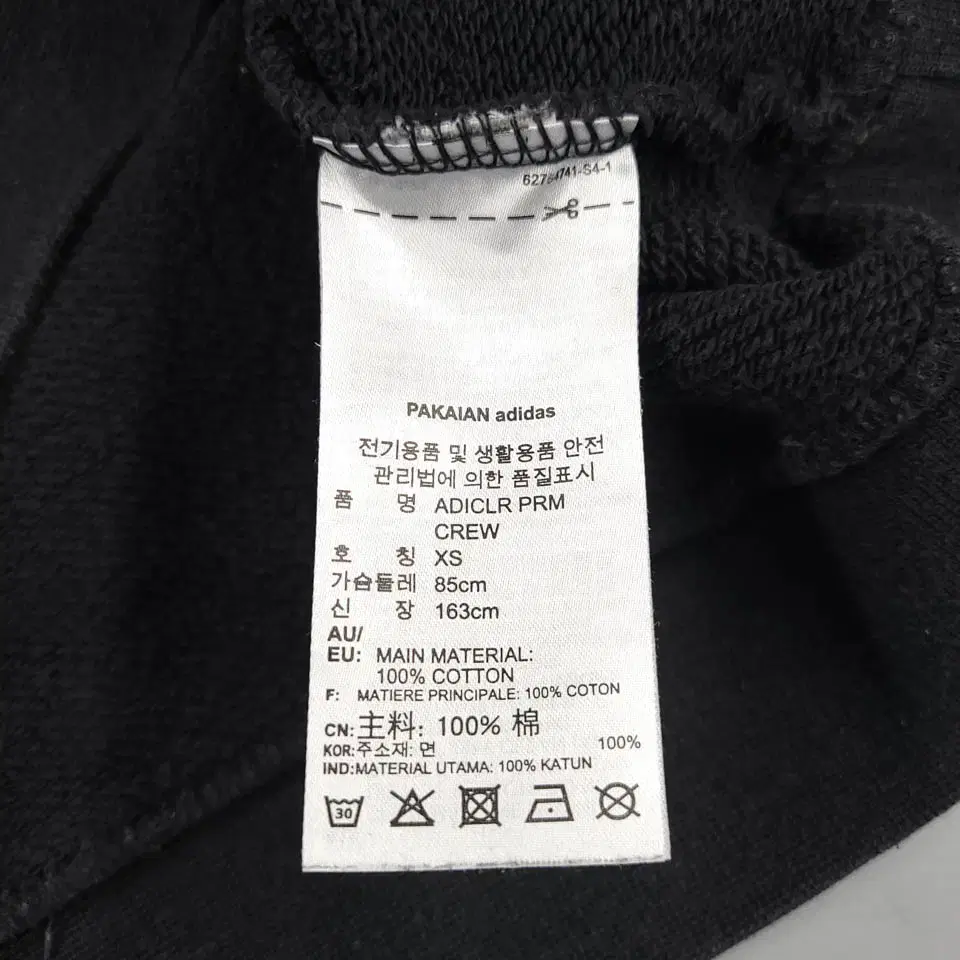 -S4-1
PAKAIAN adidas
전기용품 및 생활용품 안전
관리법에 의한 품질표시
품 명 ADICLR PRM
CREW
호 칭 XS
가슴둘레 85cm
신 장 163cm
AU/
EU: MAIN MATERIAL:
100% COTTON
F: MATIERE PRINCIPALE: 100% COTON
CN: 主料: 100% 棉
KOR:주소재: 면 100%
IND:MATERIAL UTAMA: 100% KATUN
30